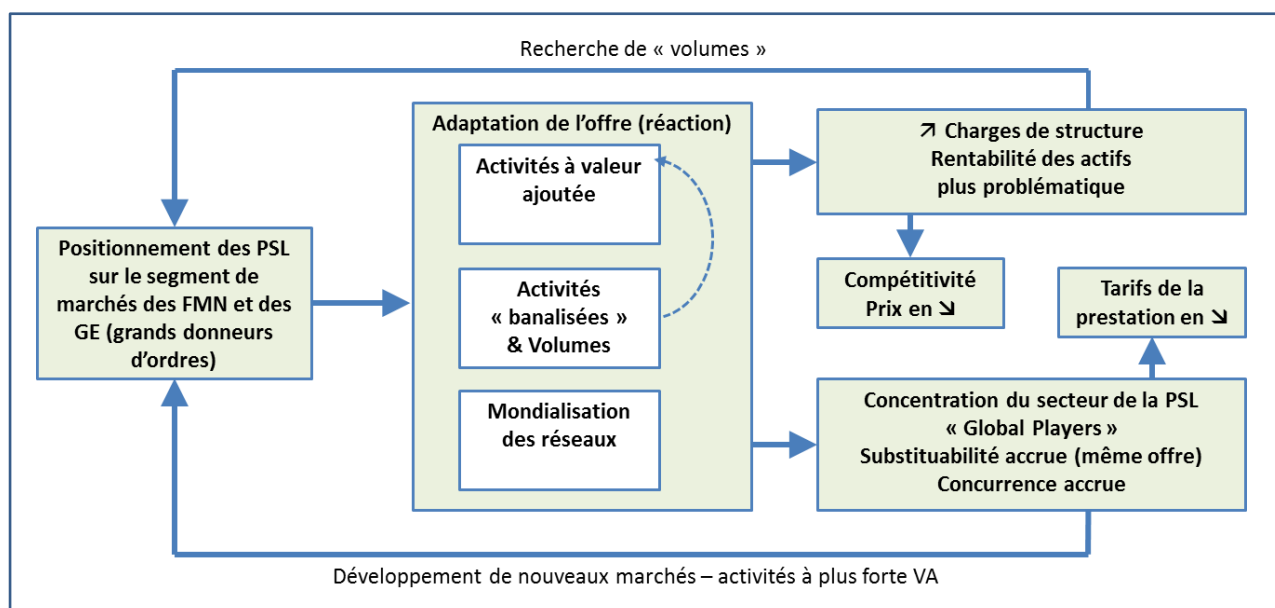 Recherche de « volumes »
Positionnement des PSL
sur le segment de
marchés des FMN et des
GE (grands donneurs
d’ordres)
Adaptation de l’offre (réaction)
Activités à valeur
ajoutée
Activités
« banalisées »
& Volumes
Mondialisation
des réseaux
↗ Charges de structure
Rentabilité des actifs
plus problématique
Compétitivité
Prix en ↘
Tarifs de la
prestation en ↘
Concentration du secteur de la PSL
« Global Players »
Substituabilité accrue (même offre)
Concurrence accrue
Développement de nouveaux marchés – activités à plus forte VA